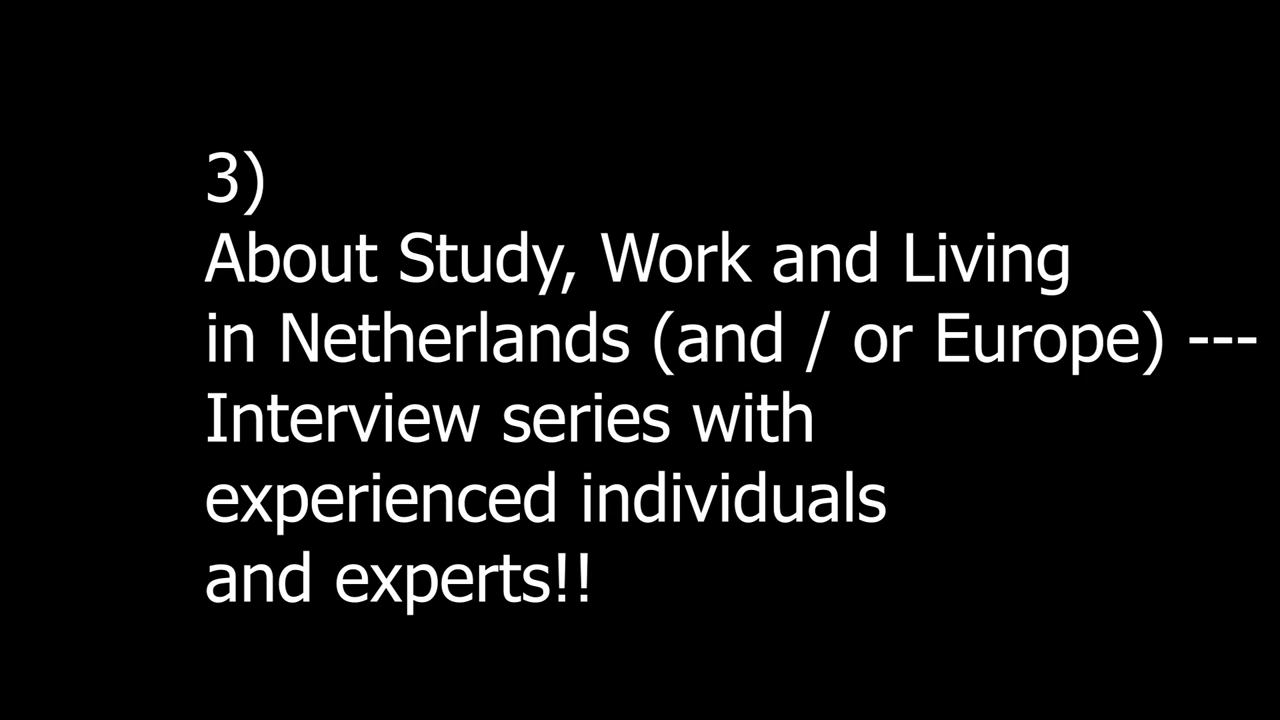 3)
About Study, Work and Living
in Netherlands (and / or Europe) ---
Interview series with
experienced individuals
and experts!!